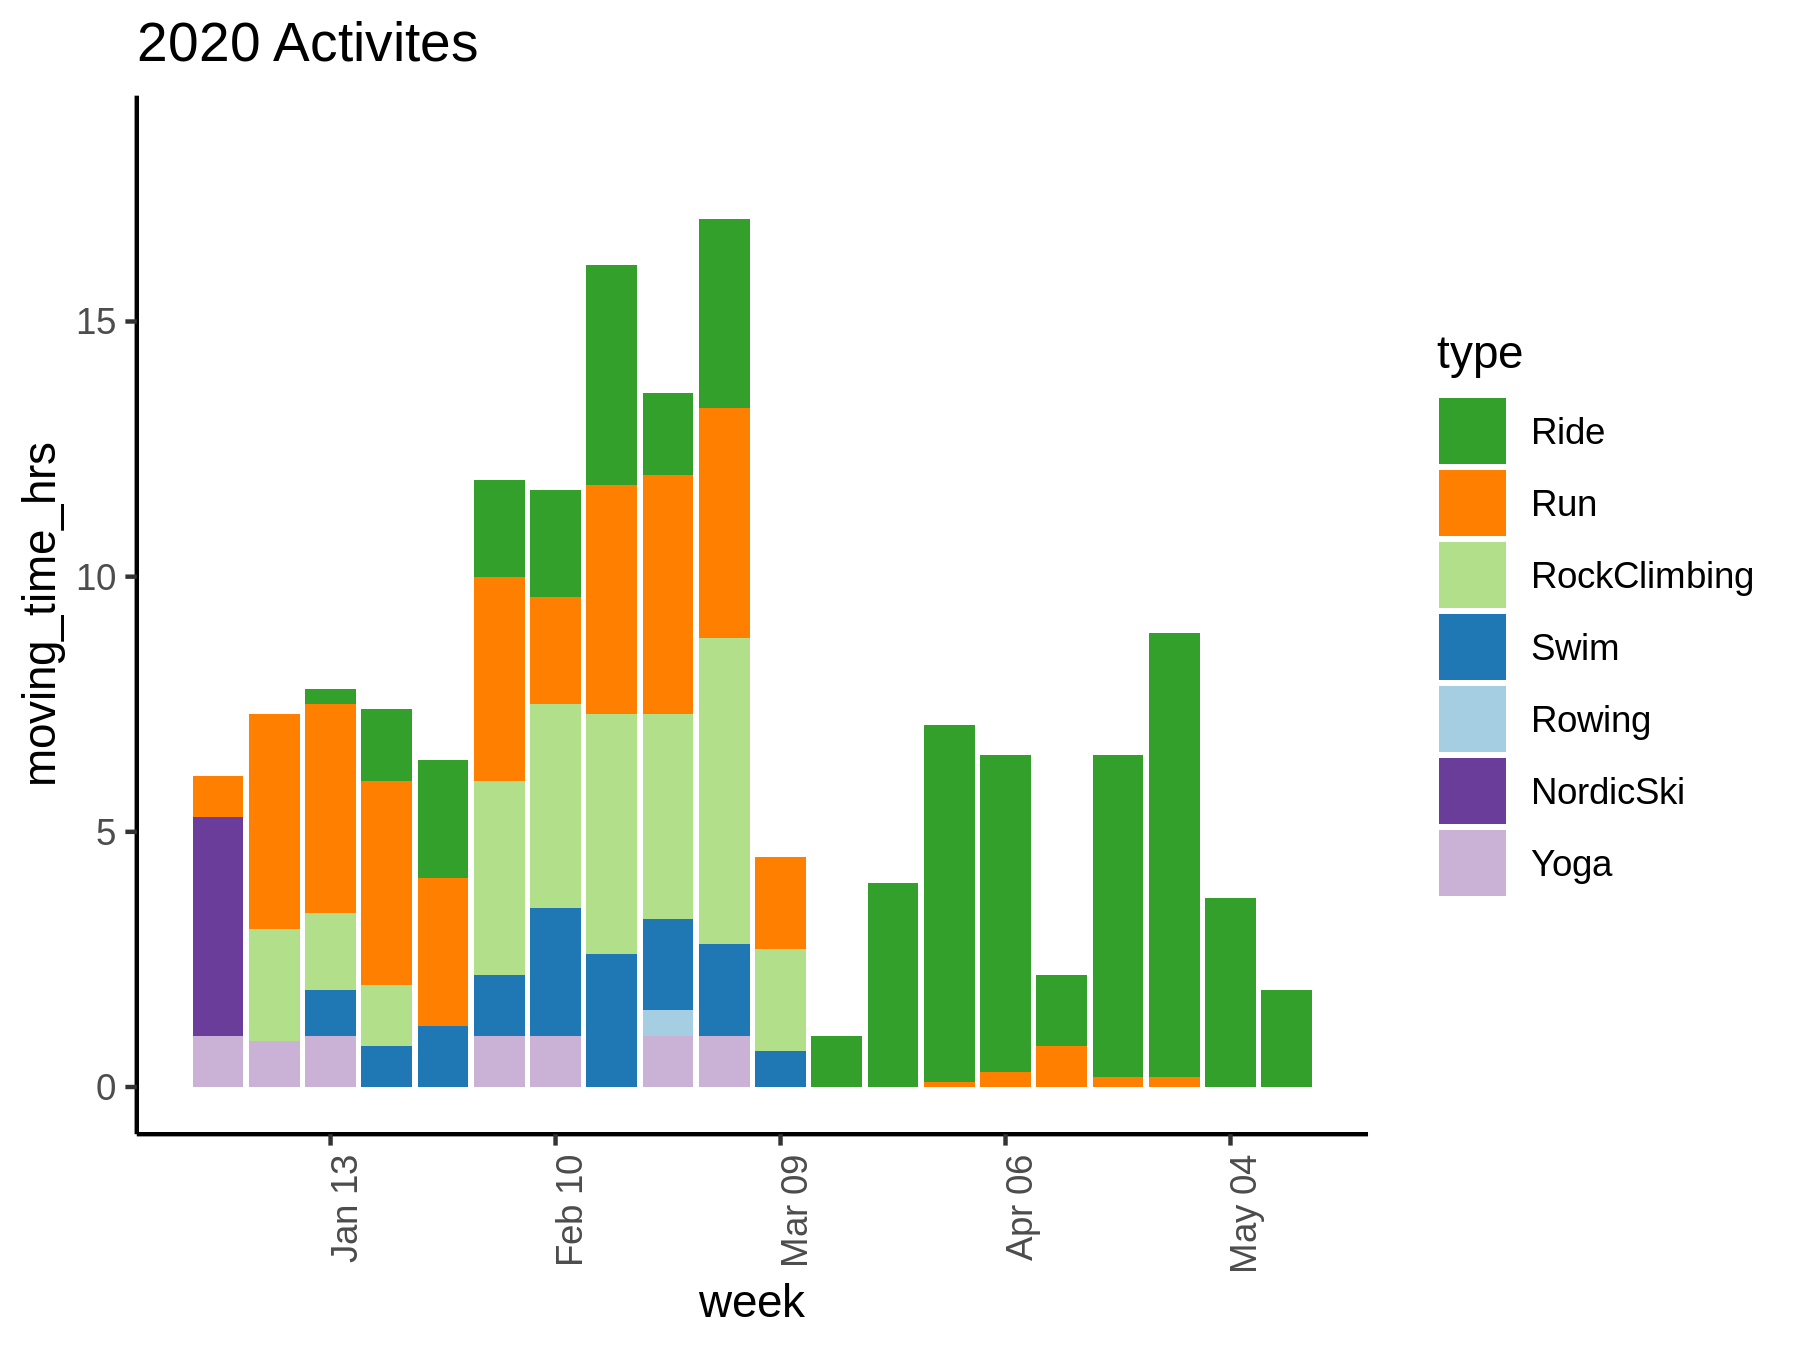 2020 Activites
moving_time_hrs
15
10
5
0
Jan 13
Feb 10
Mar 09
Apr 06
May 04
week
type
Ride
Run
RockClimbing
Swim
Rowing
NordicSki
Yoga